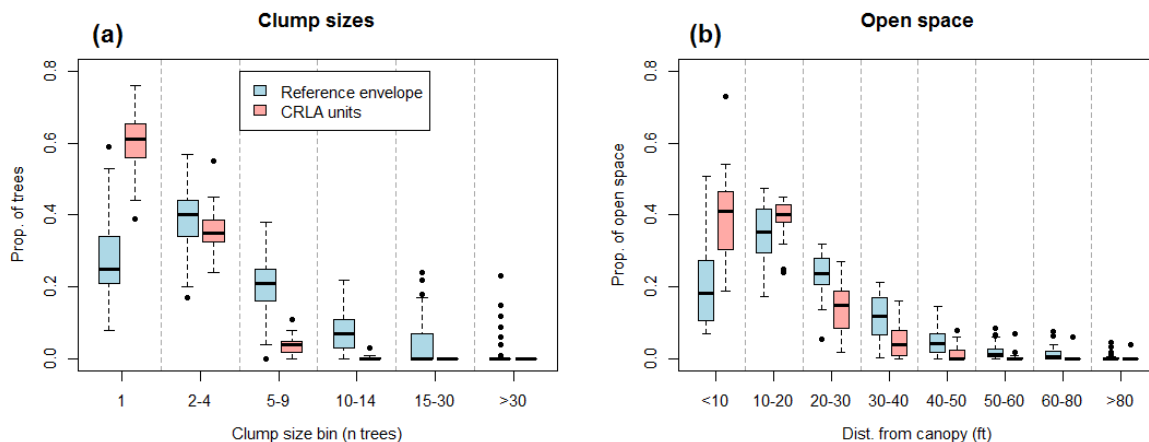 (a)
Clump sizes
Prop. of trees
0.8
0.6
0.4
0.2
0.0
Reference envelope
CRLA units
1
2-4
5-9
10-14
15-30
>30
Clump size bin (n trees)
(b)
Open space
Prop. of open space
0.8
0.6
0.4
0.2
0.0
<10
10-20
20-30
30-40
40-50
50-60
60-80
>80
Dist. from canopy (ft)